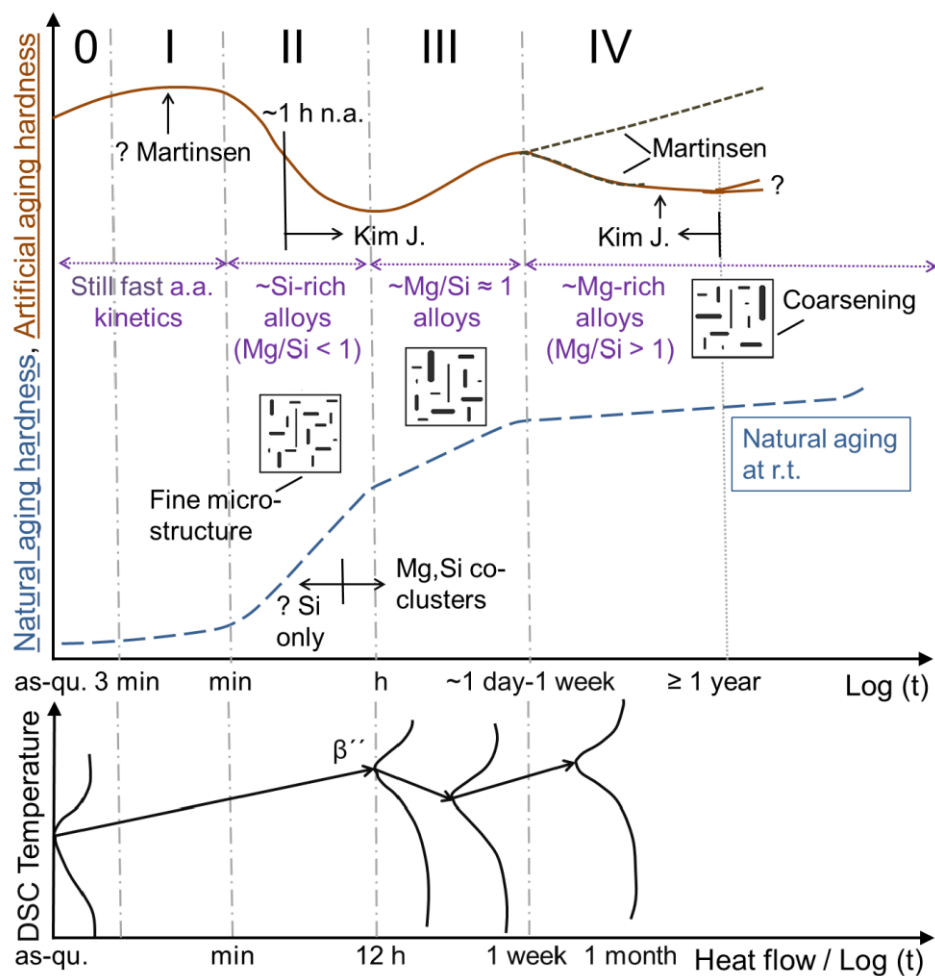 0 I II III IV
Natural aging hardness, Artificial aging hardness
~1 h n.a.
? Martinsen
Martinsen
?
Kim J.
Kim J.
Still fast a.a.
kinetics
~Si-rich
alloys
(Mg/Si < 1)
~Mg/Si ≈ 1
alloys
~Mg-rich
alloys
(Mg/Si > 1)
Coarsening
Natural aging
at r.t.
Fine micro-
structure
? Si
only
Mg,Si co-
clusters
as-qu. 3 min min h ~1 day-1 week ≥ 1 year Log (t)
DSC Temperature
β´´
as-qu. min 12 h 1 week 1 month Heat flow / Log (t)